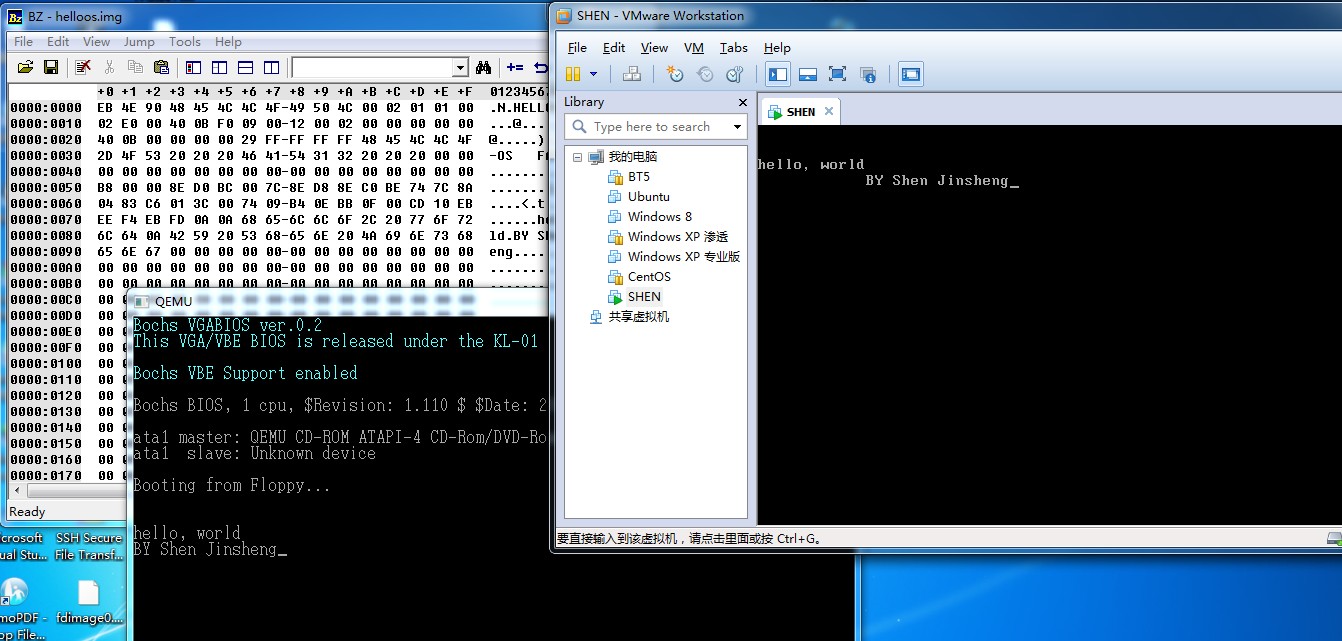 BZ - helloos.img
File Edit View Jump Tools Help
+0 +1 +2 +3 +4 +5 +6 +7 +8 +9 +A +B +C +D +E +F 01234567
0000:0000 EB 4E 90 48 45 4C 4C 4F-49 50 4C 00 02 01 01 00 .N.HELLO
0000:0010 02 E0 00 40 0B F0 09 00-12 00 02 00 00 00 00 00 ...@...
0000:0020 40 0B 00 00 00 00 29 FF-FF FF FF 48 45 4C 4C 4F @.....)
0000:0030 2D 4F 53 20 20 20 46 41-54 31 32 20 20 20 00 00 -OS FA
0000:0040 00 00 00 00 00 00 00 00-00 00 00 00 00 00 00 00 ........
0000:0050 B8 00 00 8E D0 BC 00 7C-8E D8 8E C0 BE 74 7C 8A .......
0000:0060 04 83 C6 01 3C 00 74 09-B4 0E BB 0F 00 CD 10 EB ....<.t
0000:0070 EE F4 EB FD 0A 0A 68 65-6C 6C 6F 2C 20 77 6F 72 ......he
0000:0080 6C 64 0A 42 59 20 53 68-65 6E 20 4A 69 6E 73 68 ld.BY Sh
0000:0090 65 6E 67 00 00 00 00 00-00 00 00 00 00 00 00 00 eng....
0000:00A0 00 00 00 00 00 00 00 00-00 00 00 00 00 00 00 00 ........
0000:00B0 00 00 00 00 00 00 00 00-00 00 00 00 00 00 00 00 ........
0000:00C0 00 00
0000:00D0 00 00
0000:00E0 00 00
0000:00F0 00 00
0000:0100 00 00
0000:0110 00 00
0000:0120 00 00
0000:0130 00 00
0000:0140 00 00
0000:0150 00 00
0000:0160 00 00
0000:0170 00 00
Ready
QEMU
Bochs VGABIOS ver.0.2
This VGA/VBE BIOS is released under the KL-01
Bochs VBE Support enabled
Bochs BIOS, 1 cpu, $Revision: 1.110 $ $Date: 2
ata1 master: QEMU CD-ROM ATAPI-4 CD-Rom/DVD-Ro
ata1 slave: Unknown device
Booting from Floppy...
hello, world
BY Shen Jinsheng_
SHEN - VMware Workstation
File Edit View VM Tabs Help
Library
Type here to search
我的电脑
BT5
Ubuntu
Windows 8
Windows XP 渗透
Windows XP 专业版
CentOS
SHEN
共享虚拟机
SHEN
hello, world
BY Shen Jinsheng_
要直接输入到该虚拟机，请点击里面或按 Ctrl+G。
crosoft
ual Stu...
SSH Secure
File Transf...
moPDF -
op File...
fdimage0....